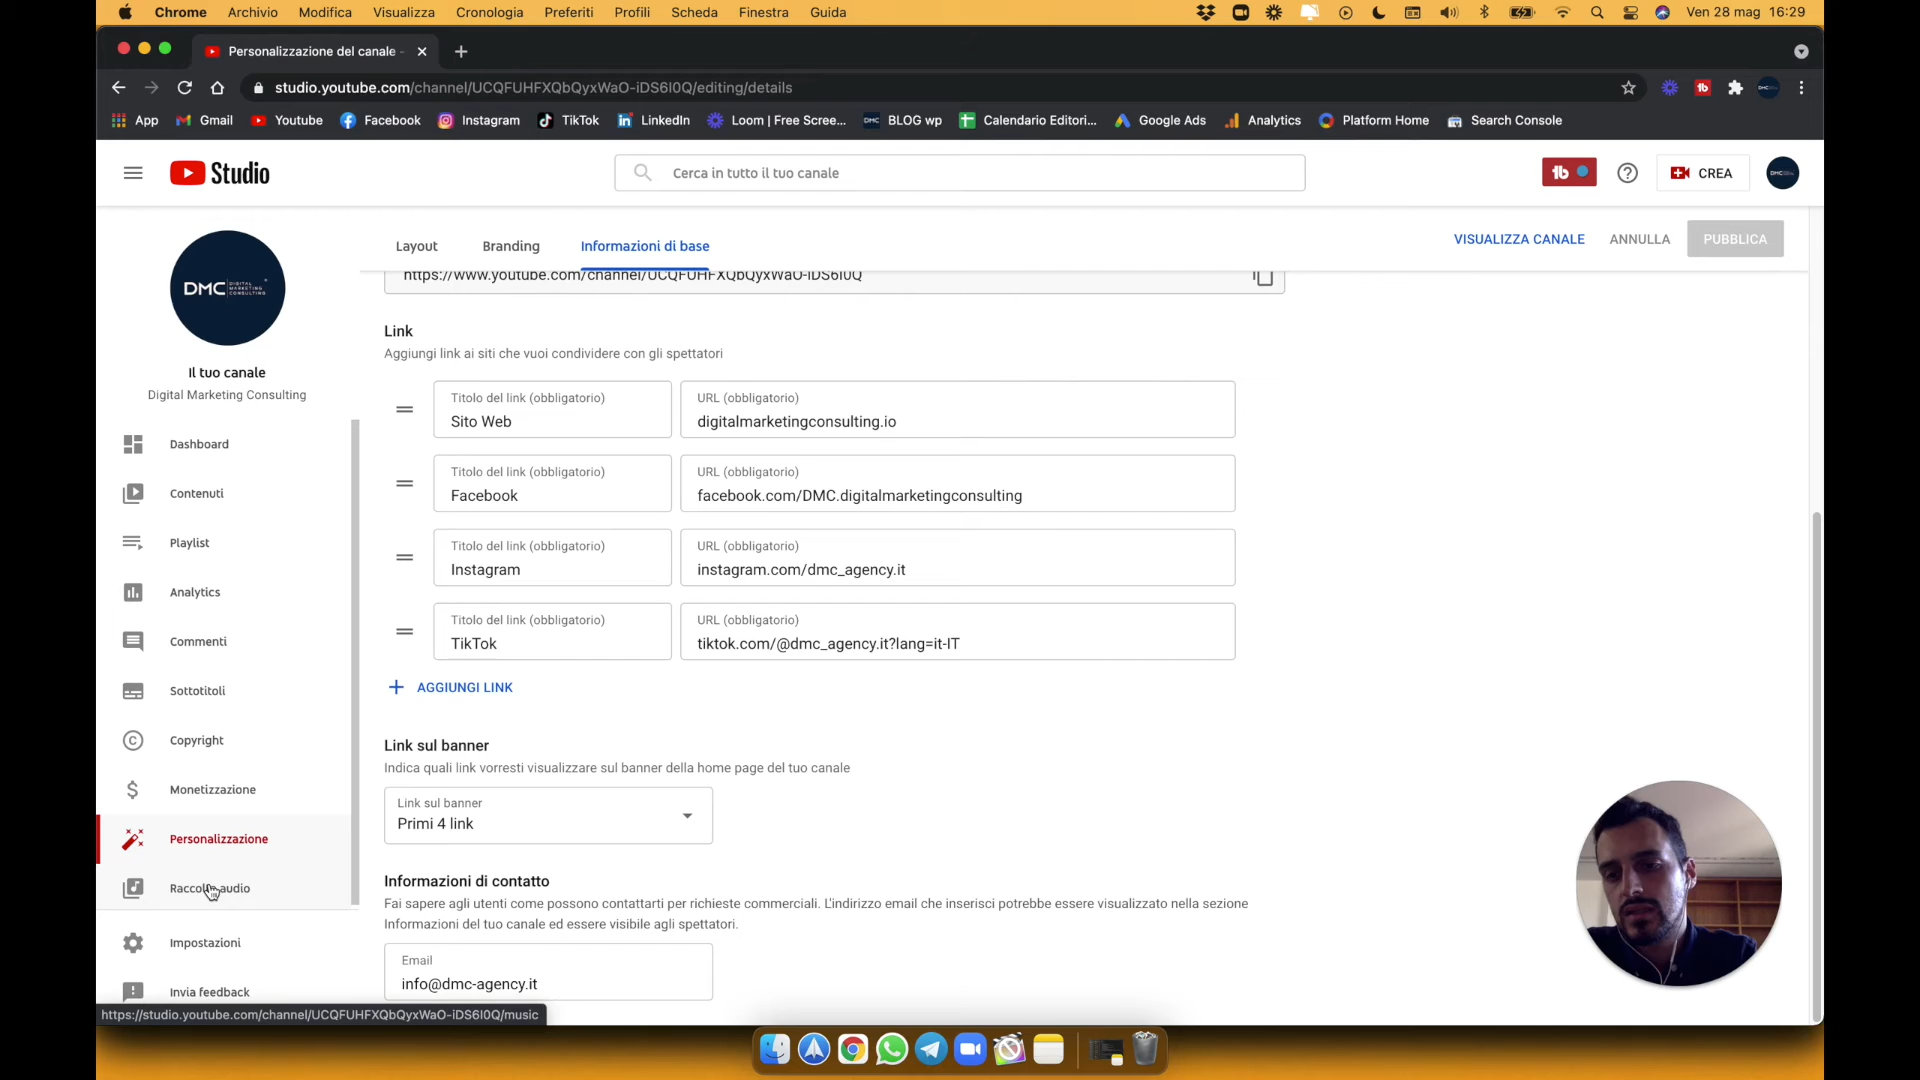 Chrome Archivio Modifica Visualizza Cronologia Preferiti Profili Scheda Finestra Guida Ven 28 mag 16:29
Personalizzazione del canale -
studio.youtube.com/channel/UCQFUHFXQbQyxWaO-iDS6I0Q/editing/details
App Gmail Youtube Facebook Instagram TikTok LinkedIn Loom | Free Scree... BLOG wp Calendario Editori... Google Ads Analytics Platform Home Search Console
Studio
Cerca in tutto il tuo canale
CREA
Layout Branding Informazioni di base
VISUALIZZA CANALE ANNULLA PUBBLICA
https://www.youtube.com/channel/UCQFUHFXQbQyxWaO-iDS6I0Q
DMC DIGITAL MARKETING CONSULTING
Il tuo canale
Digital Marketing Consulting
Dashboard
Contenuti
Playlist
Analytics
Commenti
Sottotitoli
Copyright
Monetizzazione
Personalizzazione
Raccolta audio
Impostazioni
Invia feedback
https://studio.youtube.com/channel/UCQFUHFXQbQyxWaO-iDS6I0Q/music
Link
Aggiungi link ai siti che vuoi condividere con gli spettatori
Titolo del link (obbligatorio) URL (obbligatorio)
Sito Web digitalmarketingconsulting.io
Titolo del link (obbligatorio) URL (obbligatorio)
Facebook facebook.com/DMC.digitalmarketingconsulting
Titolo del link (obbligatorio) URL (obbligatorio)
Instagram instagram.com/dmc_agency.it
Titolo del link (obbligatorio) URL (obbligatorio)
TikTok tiktok.com/@dmc_agency.it?lang=it-IT
AGGIUNGI LINK
Link sul banner
Indica quali link vorresti visualizzare sul banner della home page del tuo canale
Link sul banner
Primi 4 link
Informazioni di contatto
Fai sapere agli utenti come possono contattarti per richieste commerciali. L'indirizzo email che inserisci potrebbe essere visualizzato nella sezione
Informazioni del tuo canale ed essere visibile agli spettatori.
Email
info@dmc-agency.it